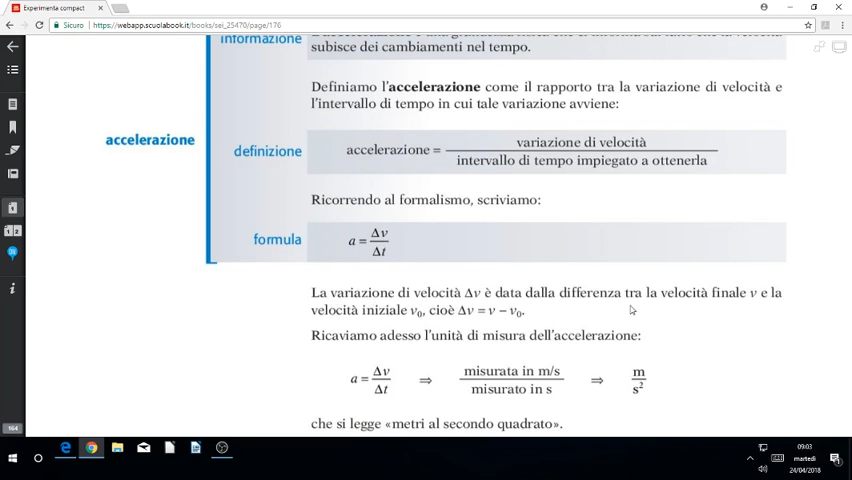 Experimenta compact
Sicuro | https://webapp.scuolabook.it/books/sei_25470/page/176
informazione
subisce dei cambiamenti nel tempo.
Definiamo l'accelerazione come il rapporto tra la variazione di velocità e
l'intervallo di tempo in cui tale variazione avviene:
accelerazione
definizione
accelerazione = variazione di velocità
intervallo di tempo impiegato a ottenerla
Ricorrendo al formalismo, scriviamo:
formula
a = Δv
Δt
La variazione di velocità Δv è data dalla differenza tra la velocità finale v e la
velocità iniziale v₀, cioè Δv = v – v₀.
Ricaviamo adesso l'unità di misura dell'accelerazione:
a = Δv ⇒ misurata in m/s ⇒ m
Δt misurato in s s²
che si legge «metri al secondo quadrato».
164
09:03
martedì
24/04/2018